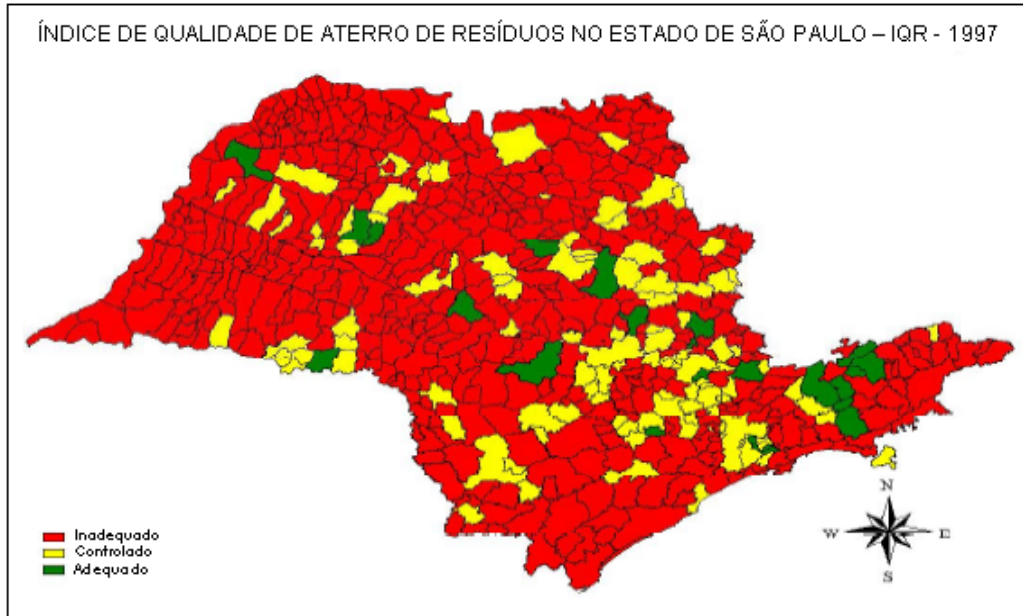 ÍNDICE DE QUALIDADE DE ATERRO DE RESÍDUOS NO ESTADO DE SÃO PAULO – IQR - 1997
N
W E
S
Inadequado
Controlado
Adequado